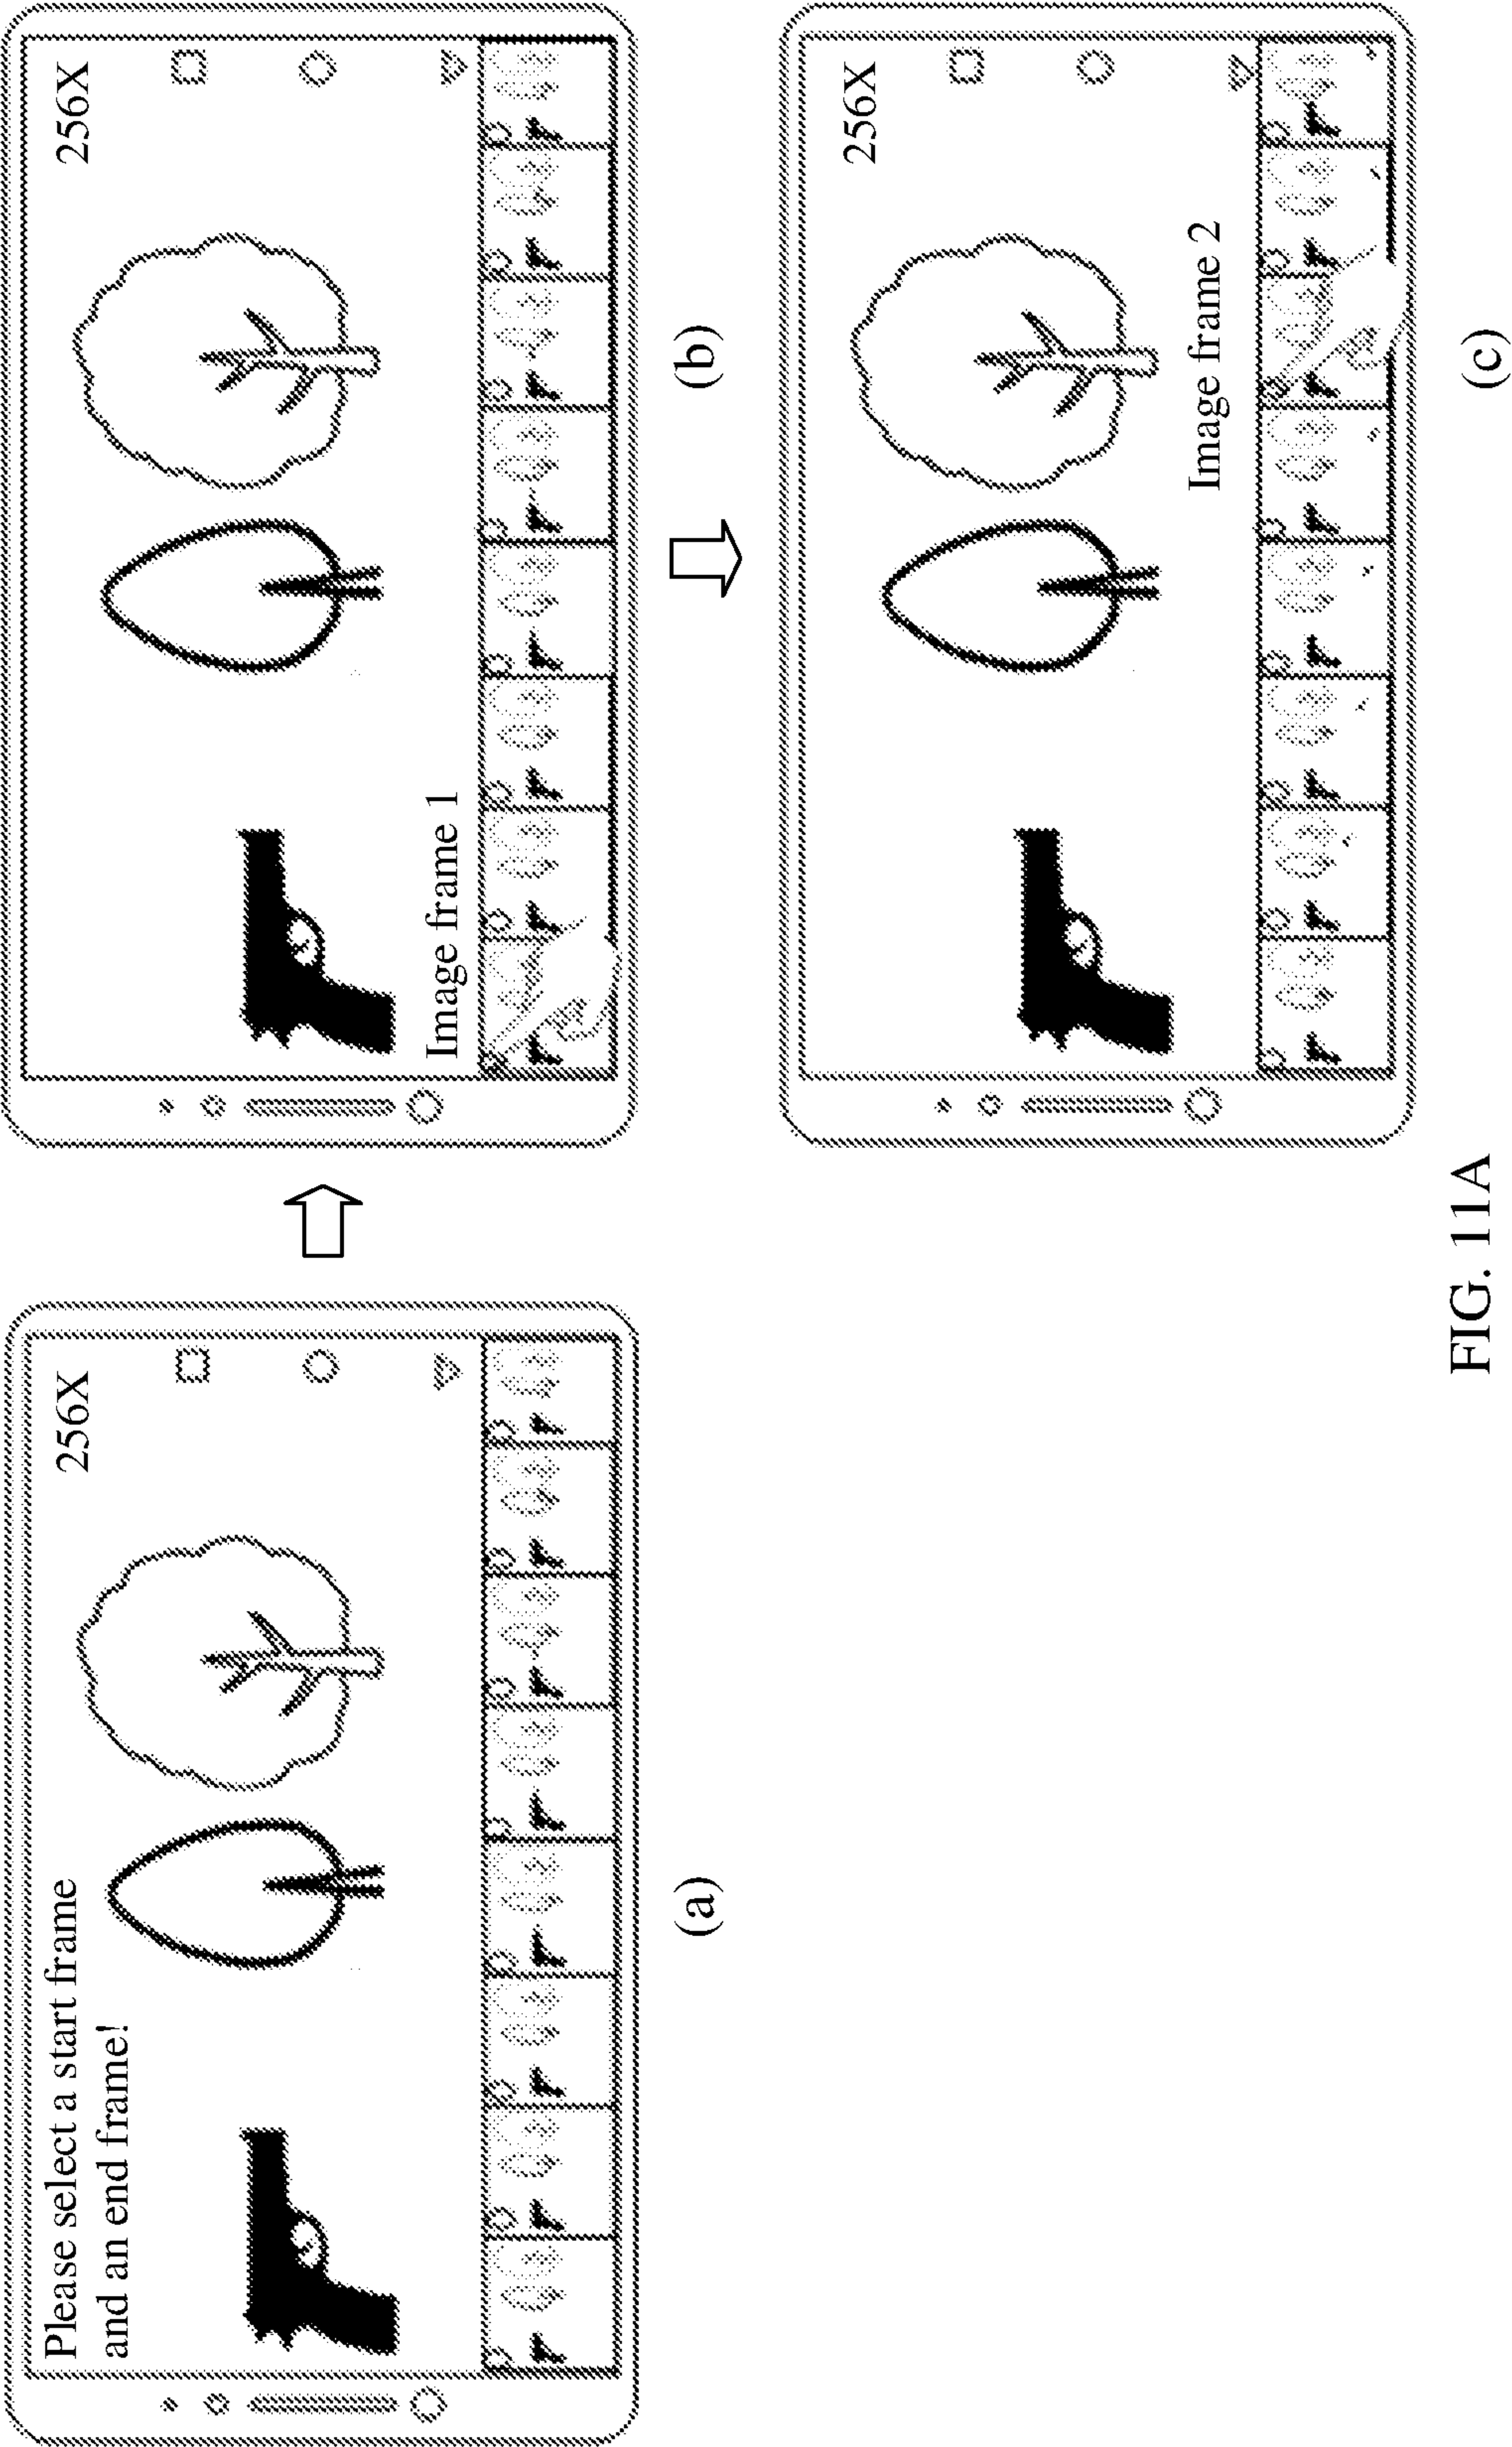 Please select a start frame
and an end frame!
256X
(a)
256X
Image frame 1
(b)
256X
Image frame 2
(c)
FIG. 11A